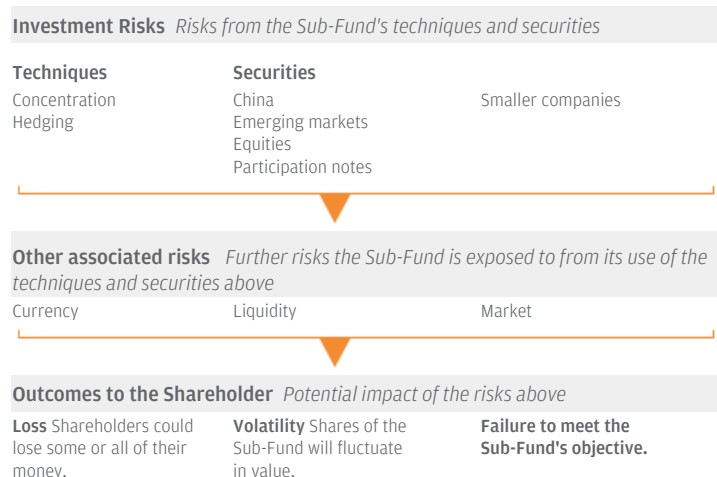 Investment Risks Risks from the Sub-Fund's techniques and securities
Techniques
Concentration
Hedging
Securities
China
Emerging markets
Equities
Participation notes
Smaller companies
Other associated risks Further risks the Sub-Fund is exposed to from its use of the
techniques and securities above
Currency
Liquidity
Market
Outcomes to the Shareholder Potential impact of the risks above
Loss Shareholders could
lose some or all of their
money.
Volatility Shares of the
Sub-Fund will fluctuate
in value.
Failure to meet the
Sub-Fund's objective.